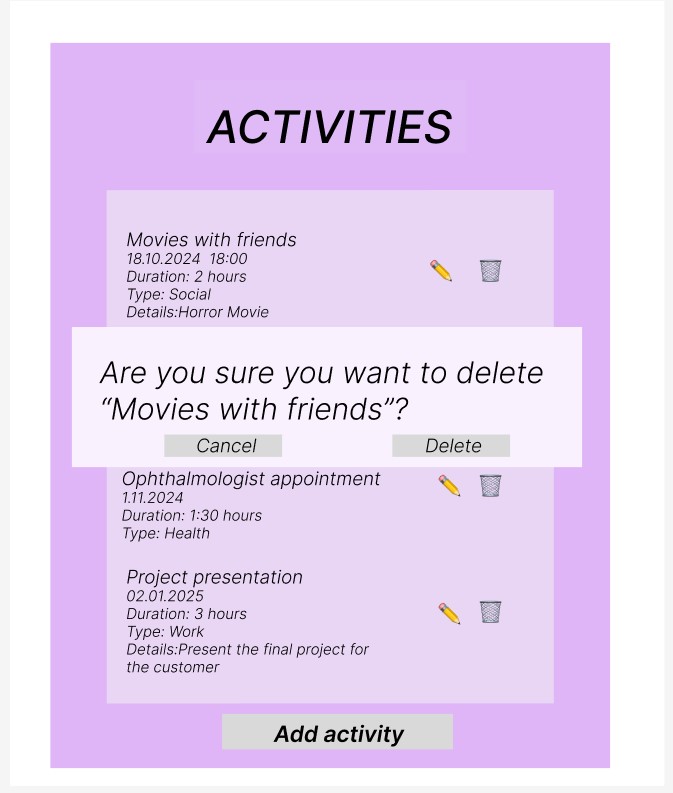 ACTIVITIES
Movies with friends
18.10.2024  18:00
Duration: 2 hours
Type: Social
Details:Horror Movie
Are you sure you want to delete
“Movies with friends”?
Cancel
Delete
Ophthalmologist appointment
1.11.2024
Duration: 1:30 hours
Type: Health
Project presentation
02.01.2025
Duration: 3 hours
Type: Work
Details:Present the final project for
the customer
Add activity